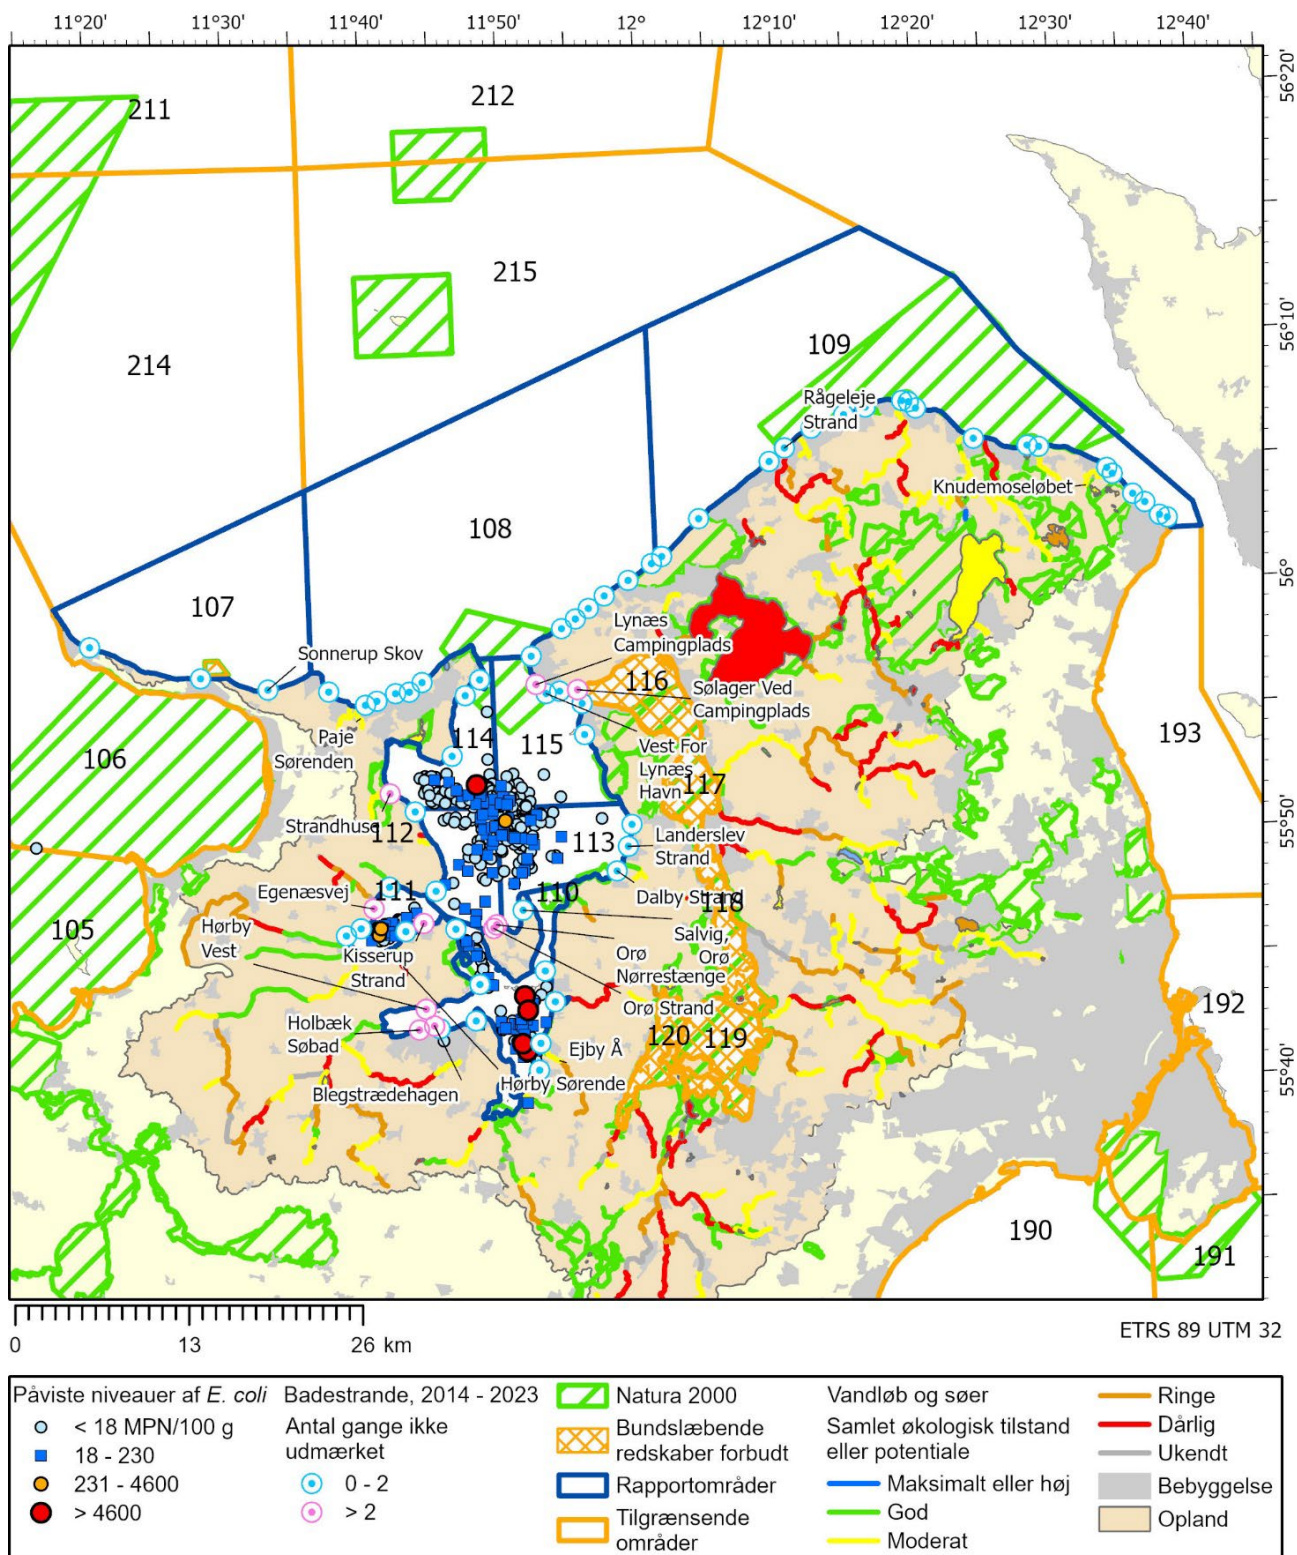 11°20' 11°30' 11°40' 11°50' 12° 12°10' 12°20' 12°30' 12°40'
56°20'
56°10'
56°
55°50'
55°40'
211
212
215
214
109
Rågeleje
Strand
Knudemoseløbet
108
107
Sonnerup Skov
Lynæs
Campingplads
116
Sølager Ved
Campingplads
193
Paje
Sørenden
114
115
Vest For
Lynæs
Havn
106
117
Strandhuse
112
113
Landerslev
Strand
Egenæsvej
111
110
Dalby Strand
118
105
Hørby
Vest
Salvig,
Orø
Kisserup
Strand
Orø
Nørrestænge
Orø Strand
192
Holbæk
Søbad
120
119
Ejby Å
Blegstrædehagen
Hørby Sørende
190
191
0 13 26 km
ETRS 89 UTM 32
Påviste niveauer af E. coli
< 18 MPN/100 g
18 - 230
231 - 4600
> 4600
Badestrande, 2014 - 2023
Antal gange ikke
udmærket
0 - 2
> 2
Natura 2000
Bundslæbende
redskaber forbudt
Rapportområder
Tilgrænsende
områder
Vandløb og søer
Samlet økologisk tilstand
eller potentiale
Maksimalt eller høj
God
Moderat
Ringe
Dårlig
Ukendt
Bebyggelse
Opland